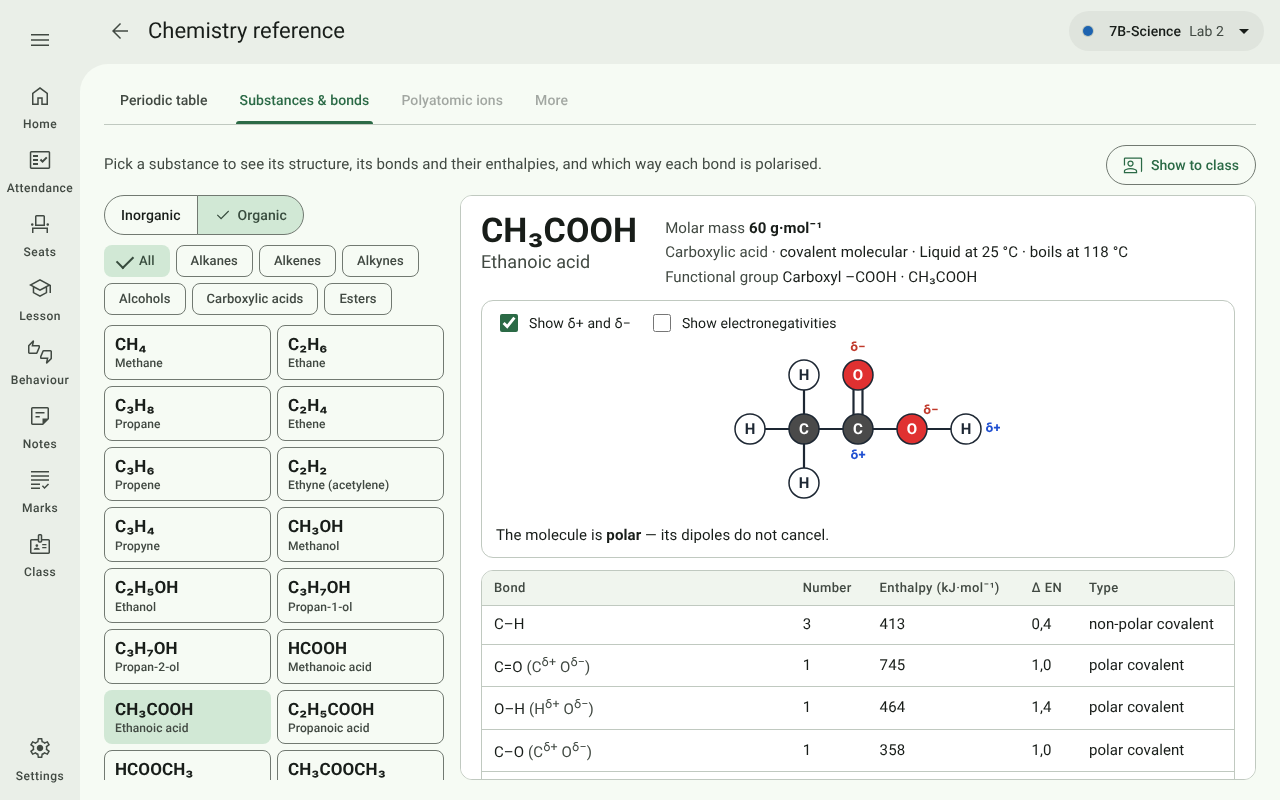 Chemistry reference
7B-Science Lab 2
Home
Attendance
Seats
Lesson
Behaviour
Notes
Marks
Class
Settings
Periodic table
Substances & bonds
Polyatomic ions
More
Pick a substance to see its structure, its bonds and their enthalpies, and which way each bond is polarised.
Show to class
Inorganic
Organic
All
Alkanes
Alkenes
Alkynes
Alcohols
Carboxylic acids
Esters
CH₄
Methane
C₂H₆
Ethane
C₃H₈
Propane
C₂H₄
Ethene
C₃H₆
Propene
C₂H₂
Ethyne (acetylene)
C₃H₄
Propyne
CH₃OH
Methanol
C₂H₅OH
Ethanol
C₃H₇OH
Propan-1-ol
C₃H₇OH
Propan-2-ol
HCOOH
Methanoic acid
CH₃COOH
Ethanoic acid
C₂H₅COOH
Propanoic acid
HCOOCH₃
CH₃COOCH₃
CH₃COOH
Ethanoic acid
Molar mass 60 g·mol⁻¹
Carboxylic acid · covalent molecular · Liquid at 25 °C · boils at 118 °C
Functional group Carboxyl −COOH · CH₃COOH
Show δ+ and δ−
Show electronegativities
δ−
H O
δ−
H C C O H δ+
δ+
H
The molecule is polar — its dipoles do not cancel.
Bond Number Enthalpy (kJ·mol⁻¹) Δ EN Type
C−H 3 413 0,4 non-polar covalent
C=O (Cᵟ⁺ Oᵟ⁻) 1 745 1,0 polar covalent
O−H (Hᵟ⁺ Oᵟ⁻) 1 464 1,4 polar covalent
C−O (Cᵟ⁺ Oᵟ⁻) 1 358 1,0 polar covalent